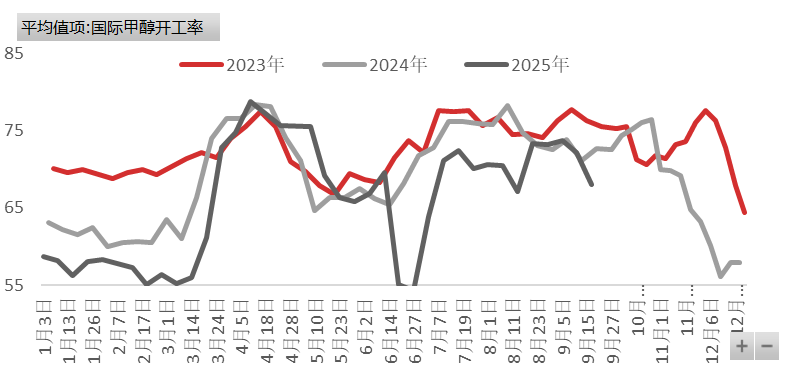 平均值项:国际甲醇开工率
2023年
2024年
2025年
85
75
65
55
1月3日
1月13日
1月26日
2月7日
2月17日
3月1日
3月14日
4月5日
4月18日
4月28日
5月10日
5月23日
6月2日
6月14日
6月27日
7月7日
7月19日
8月1日
8月11日
8月23日
9月5日
9月15日
9月27日
10月…
11月1日
11月…
12月6日
12月…
+
−